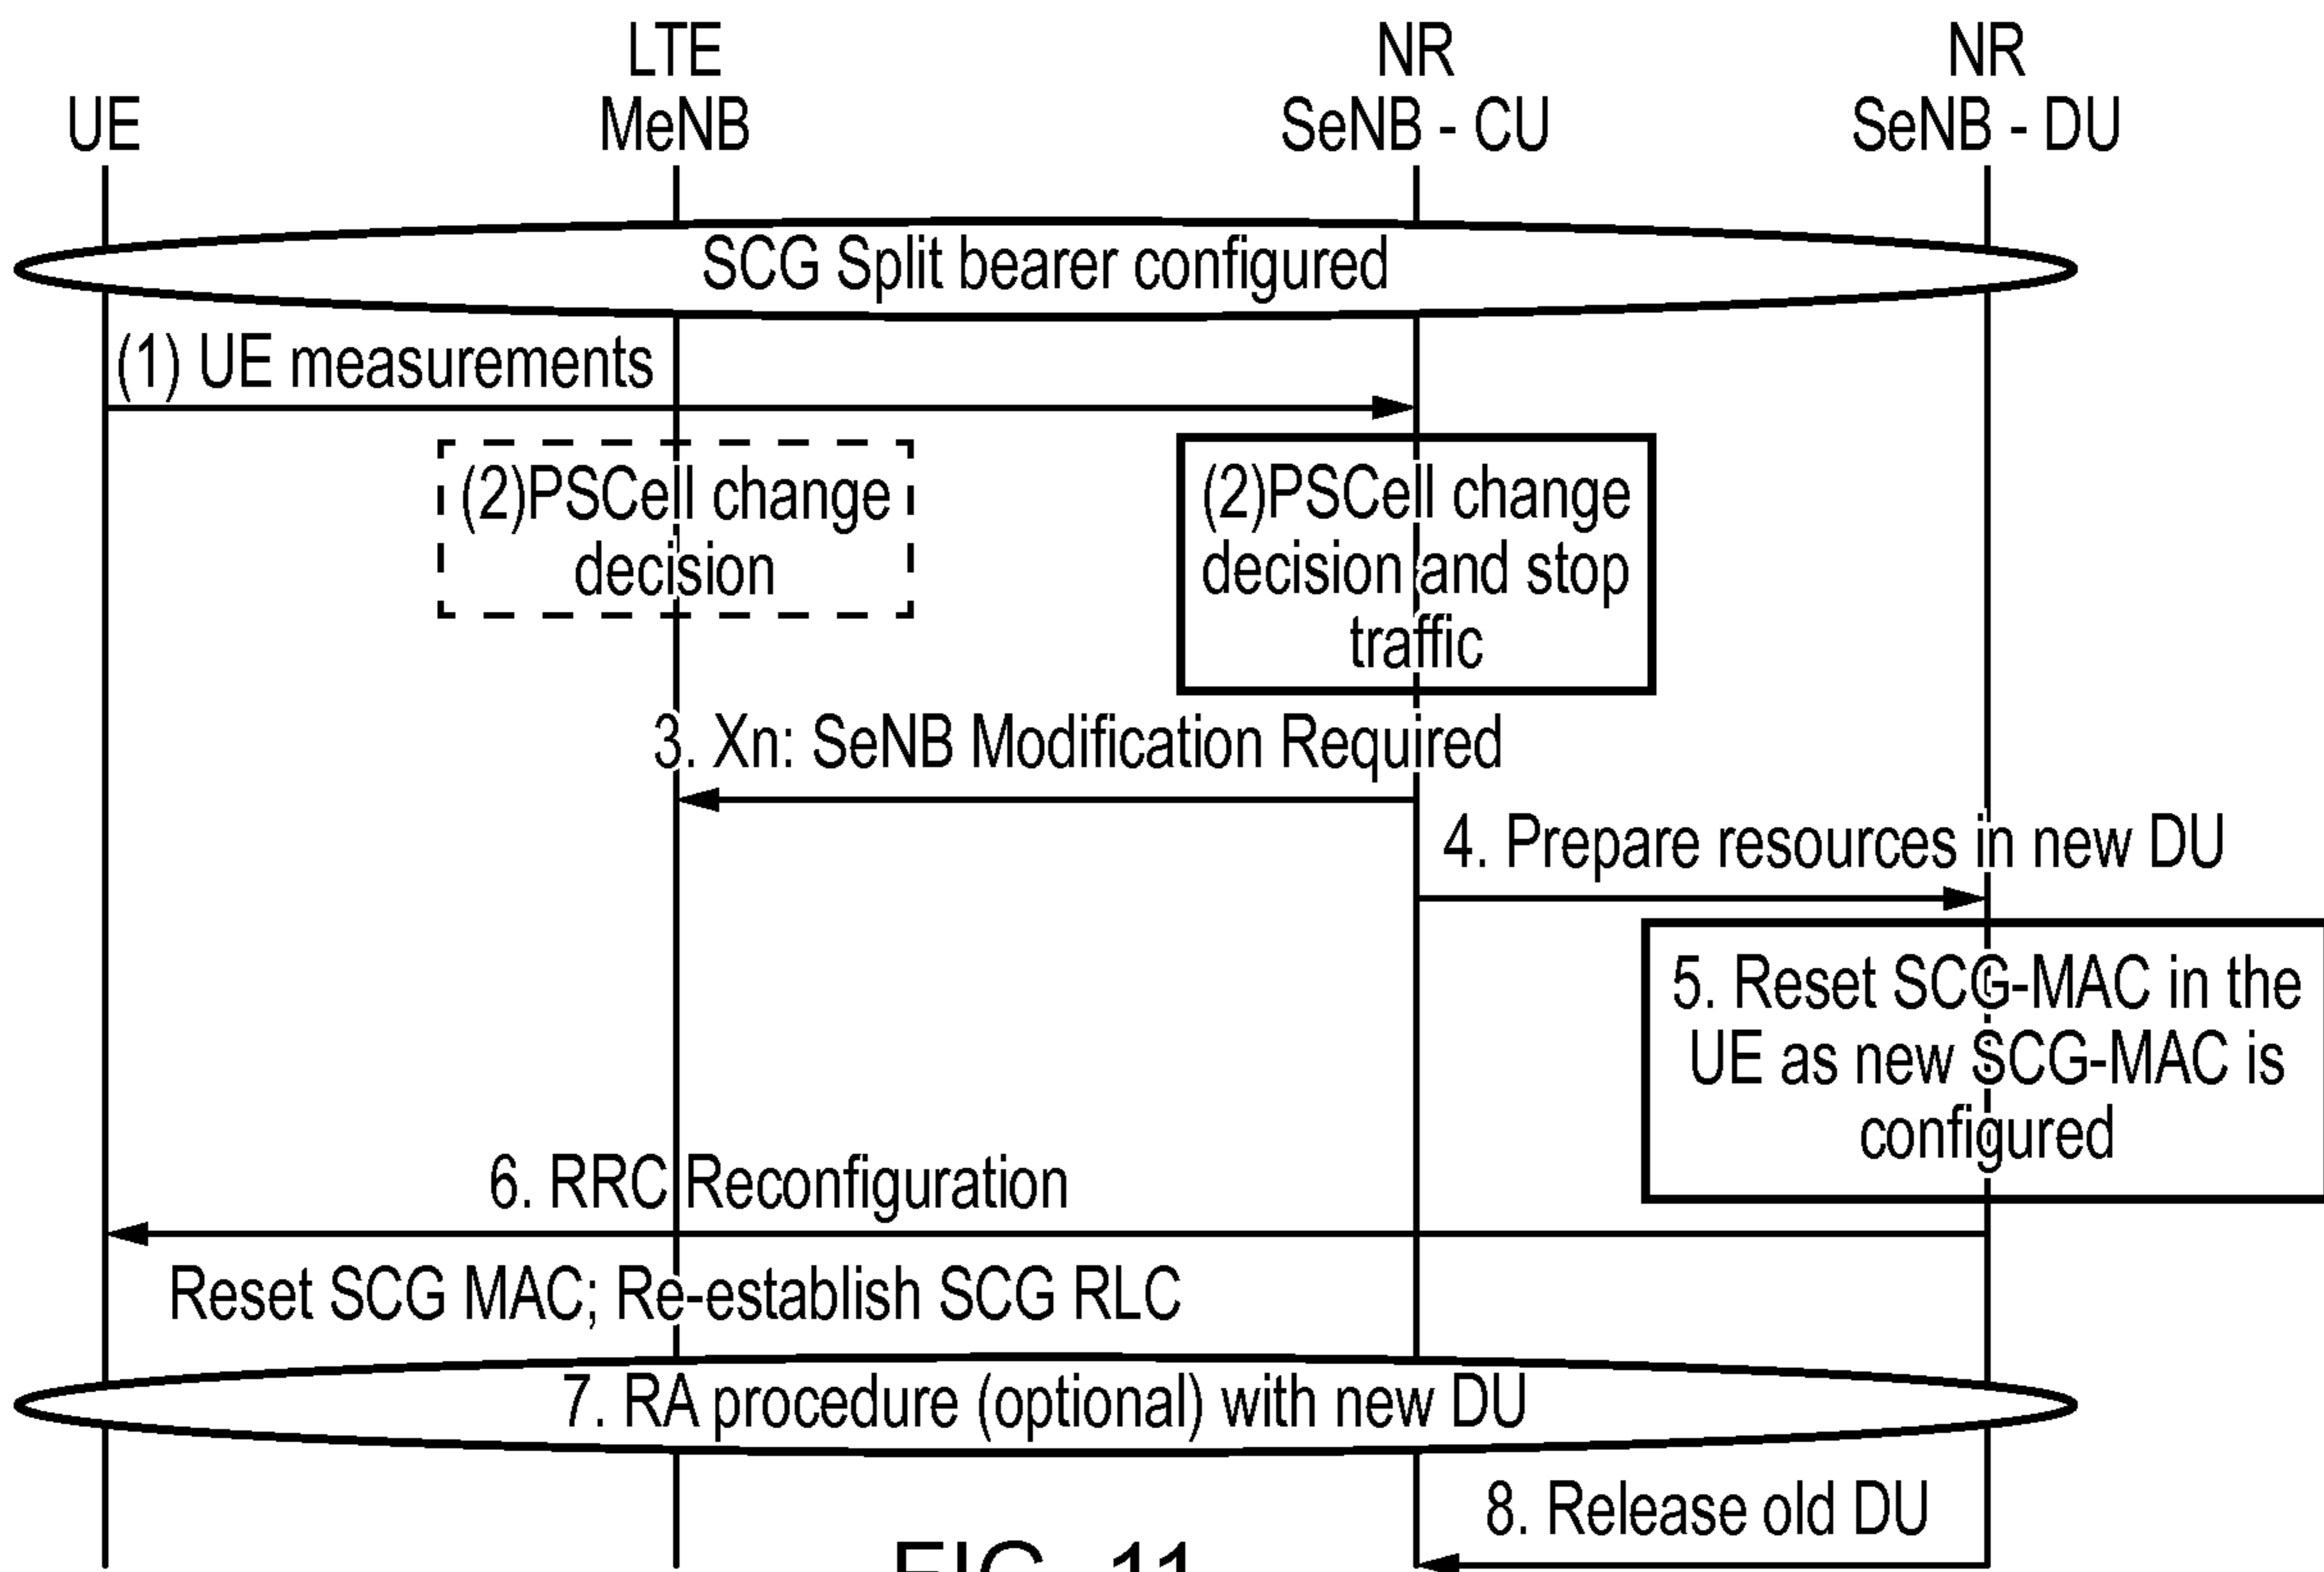 UE
LTE
MeNB
NR
SeNB - CU
NR
SeNB - DU
SCG Split bearer configured
(1) UE measurements
(2)PSCell change
decision
(2)PSCell change
decision and stop
traffic
3. Xn: SeNB Modification Required
4. Prepare resources in new DU
5. Reset SCG-MAC in the
UE as new SCG-MAC is
configured
6. RRC Reconfiguration
Reset SCG MAC; Re-establish SCG RLC
7. RA procedure (optional) with new DU
8. Release old DU
FIG. 11